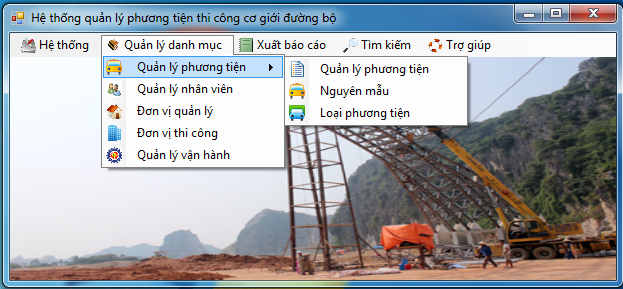 Hệ thống quản lý phương tiện thi công cơ giới đường bộ
Hệ thống Quản lý danh mục Xuất báo cáo Tìm kiếm Trợ giúp
Quản lý phương tiện
Quản lý nhân viên
Đơn vị quản lý
Đơn vị thi công
Quản lý vận hành
Quản lý phương tiện
Nguyên mẫu
Loại phương tiện